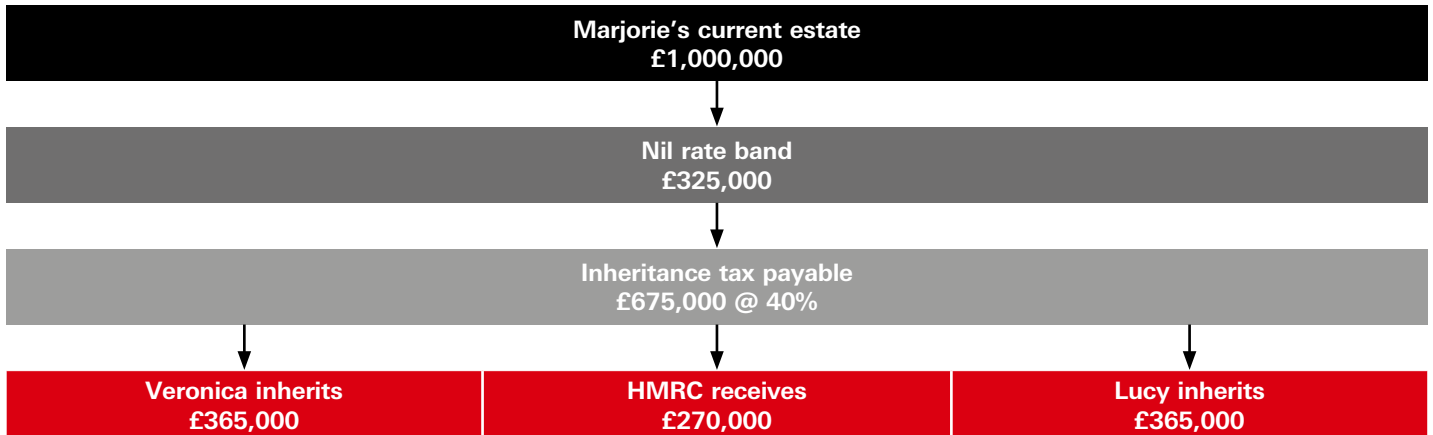 Marjorie’s current estate
£1,000,000
Nil rate band
£325,000
Inheritance tax payable
£675,000 @ 40%
Veronica inherits
£365,000
HMRC receives
£270,000
Lucy inherits
£365,000